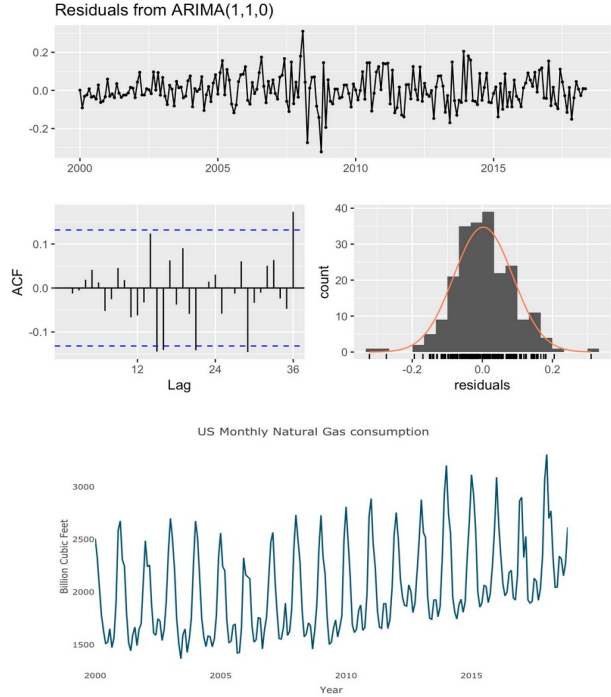 Residuals from ARIMA(1,1,0)
0.2
0.0
-0.2
2000 2005 2010 2015
ACF
0.1
0.0
-0.1
12 24 36
Lag
count
40
30
20
10
0
-0.2 0.0 0.2
residuals
US Monthly Natural Gas consumption
Billion Cubic Feet
3000
2500
2000
1500
2000 2005 2010 2015
Year